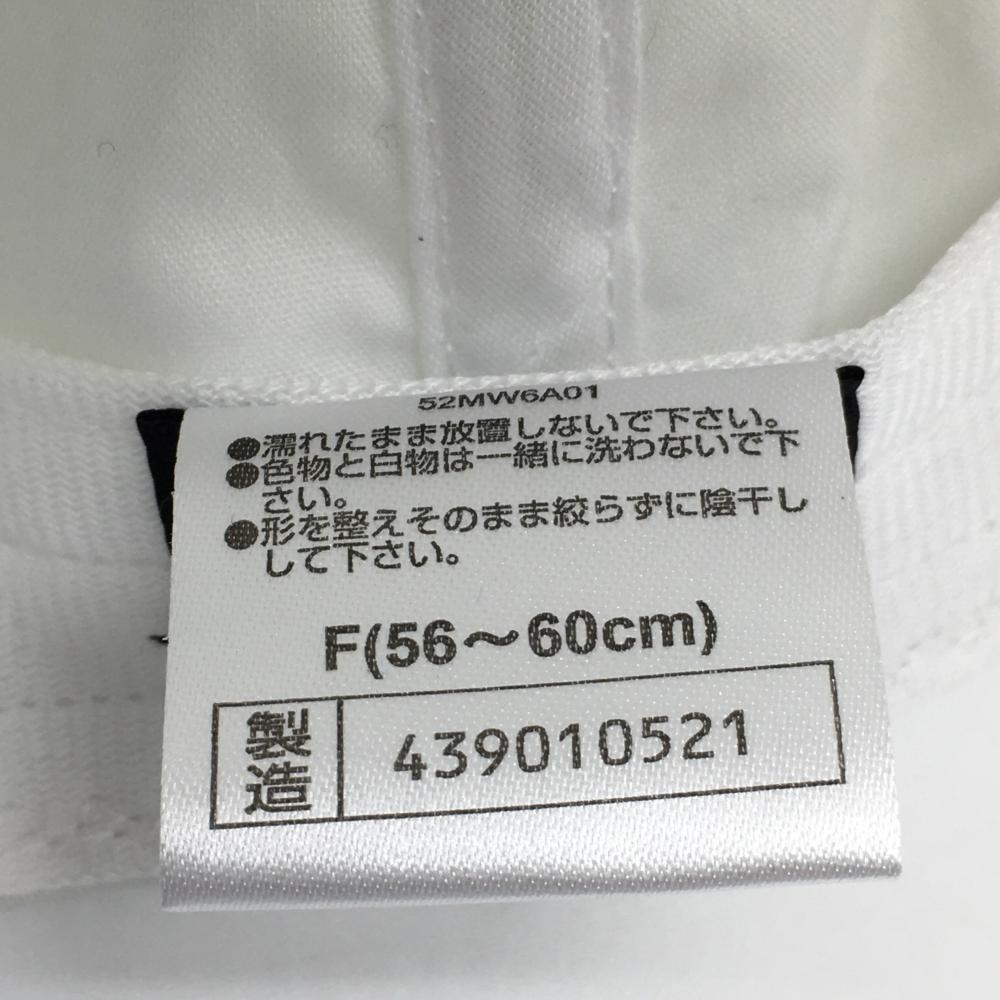 52MW6A01
●濡れたまま放置しないで下さい。
●色物と白物は一緒に洗わないで下
さい。
●形を整えそのまま絞らずに陰干し
して下さい。
F(56～60cm)
製造 439010521